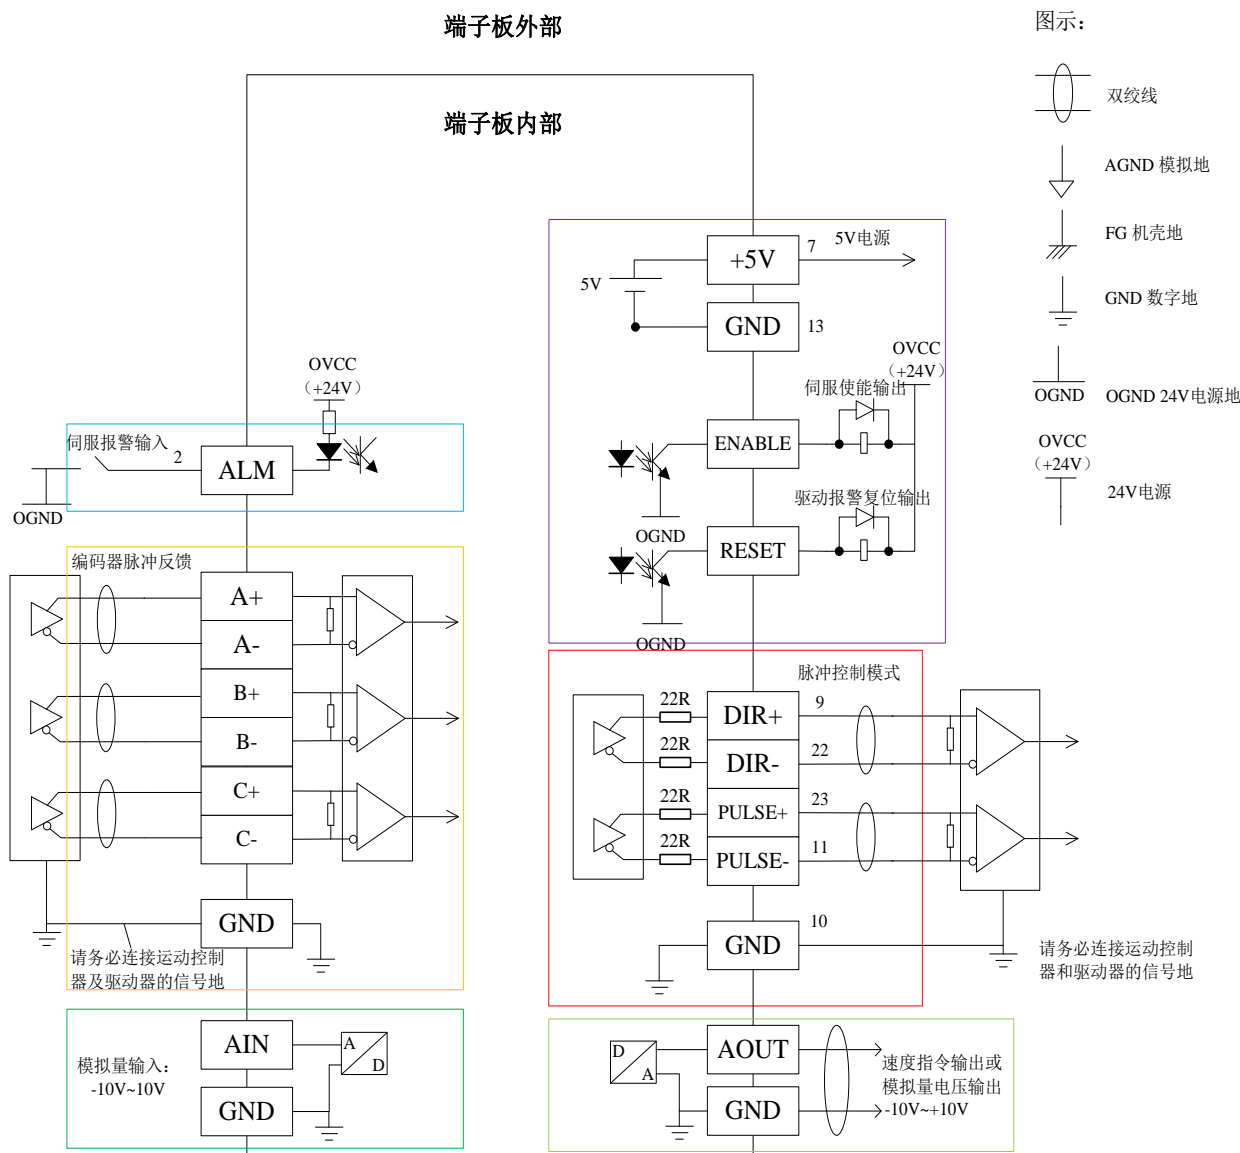 端子板外部
端子板内部
图示：
双绞线
AGND 模拟地
FG 机壳地
GND 数字地
OGND
OGND 24V电源地
OVCC
（+24V）
24V电源
OVCC
（+24V）
伺服报警输入
2
ALM
OGND
编码器脉冲反馈
A+
A-
B+
B-
C+
C-
GND
请务必连接运动控制
器及驱动器的信号地
AIN
A
D
模拟量输入：
-10V~10V
GND
+5V
7
5V电源
5V
GND
13
OVCC
（+24V）
伺服使能输出
ENABLE
OGND
驱动报警复位输出
RESET
OGND
脉冲控制模式
22R
DIR+
9
22R
DIR-
22
22R
PULSE+
23
22R
PULSE-
11
GND
10
请务必连接运动控制
器和驱动器的信号地
D
A
AOUT
GND
速度指令输出或
模拟量电压输出
-10V~+10V